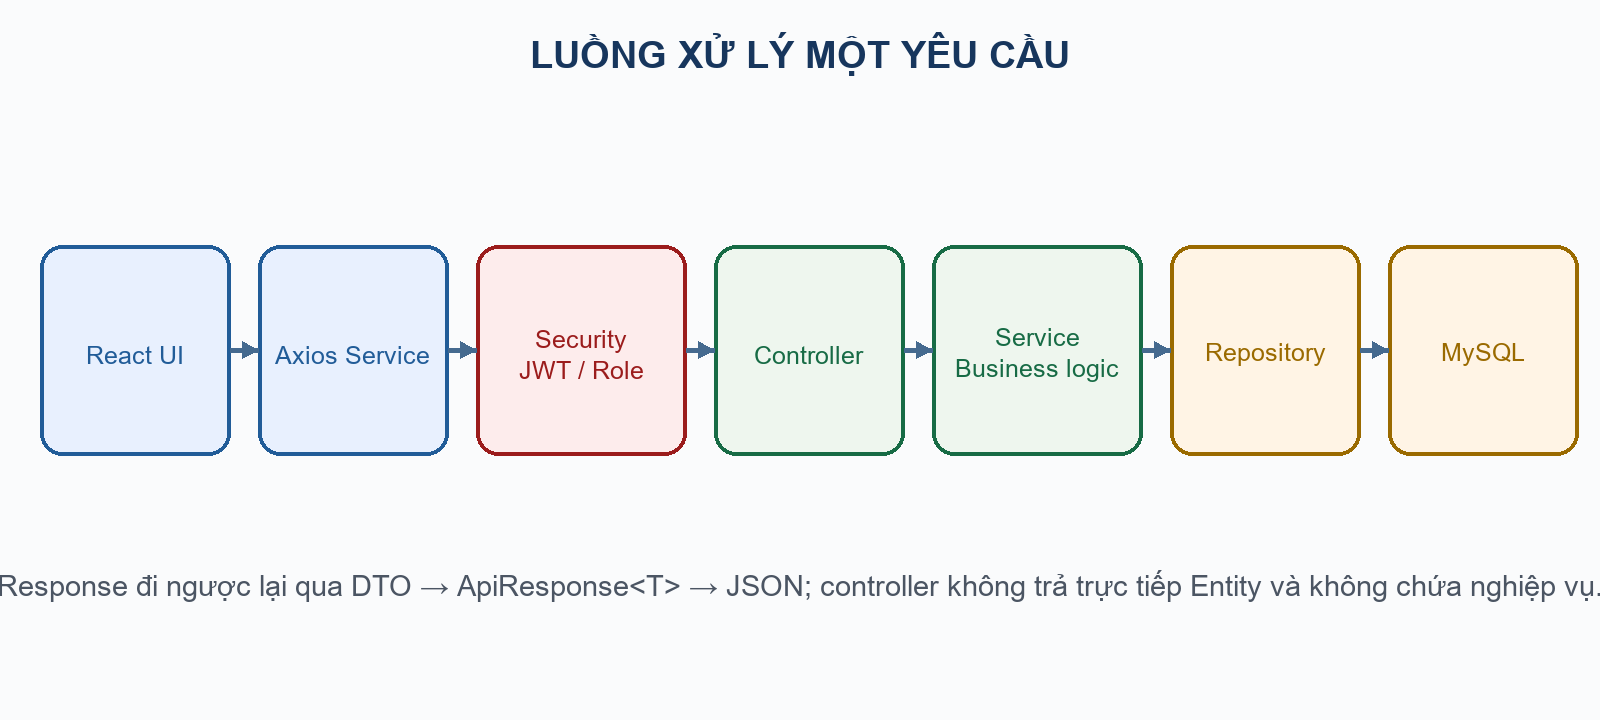 LUỒNG XỬ LÝ MỘT YÊU CẦU
React UI
Axios Service
Security
JWT / Role
Controller
Service
Business logic
Repository
MySQL
Response đi ngược lại qua DTO → ApiResponse<T> → JSON; controller không trả trực tiếp Entity và không chứa nghiệp vụ.